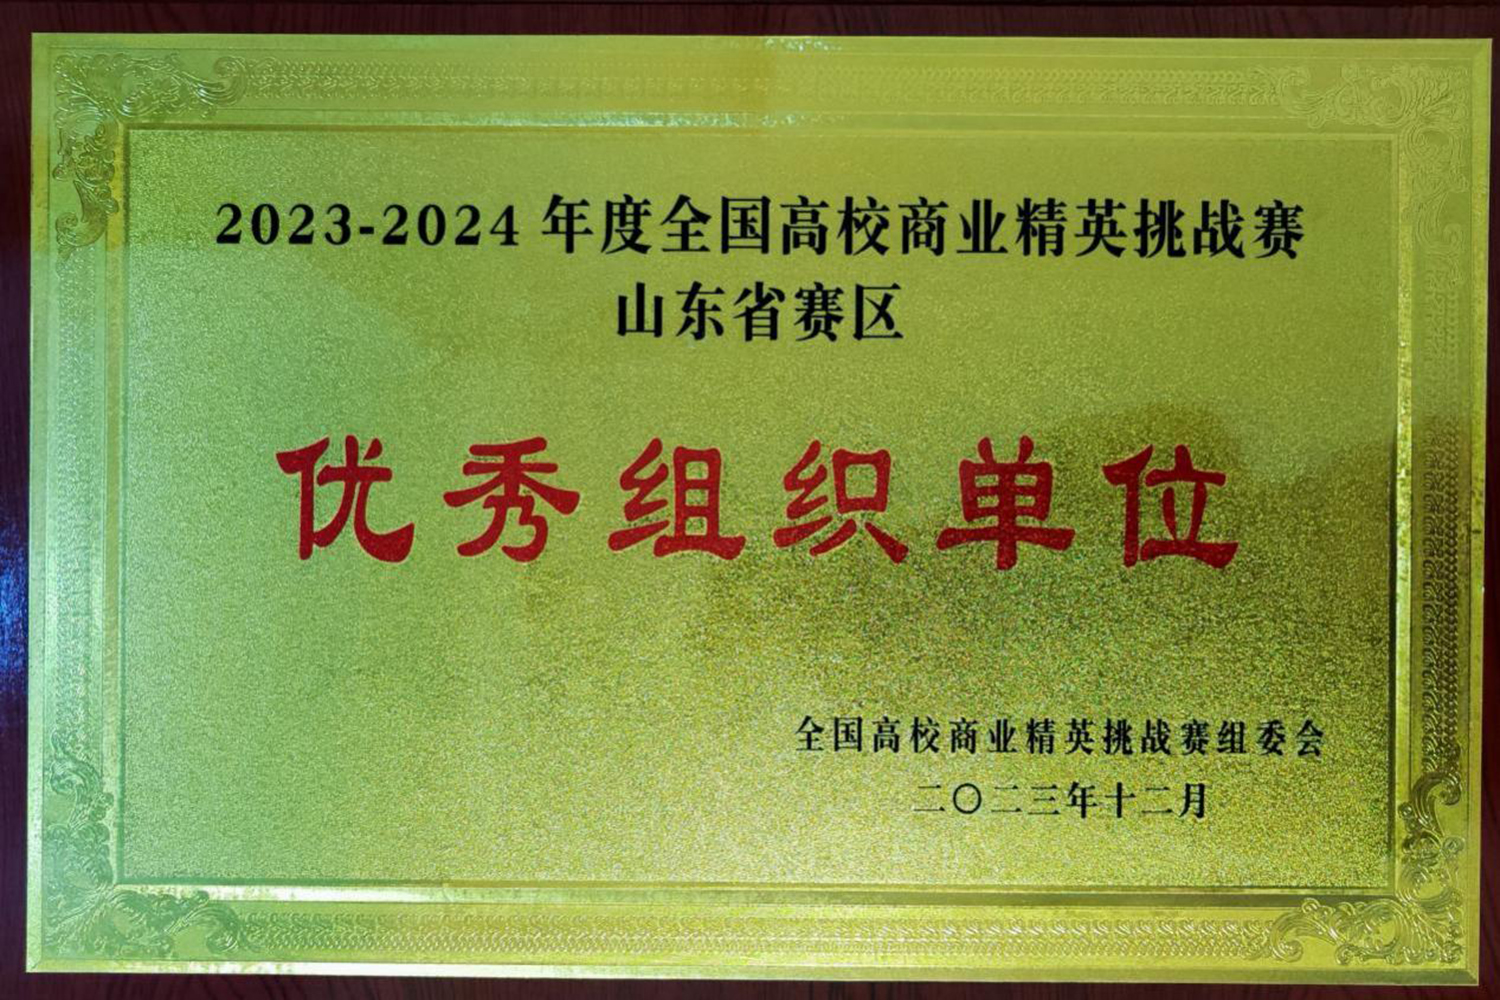 2023-2024 年度全国高校商业精英挑战赛
山东省赛区
优秀组织单位
全国高校商业精英挑战赛组委会
二〇二三年十二月